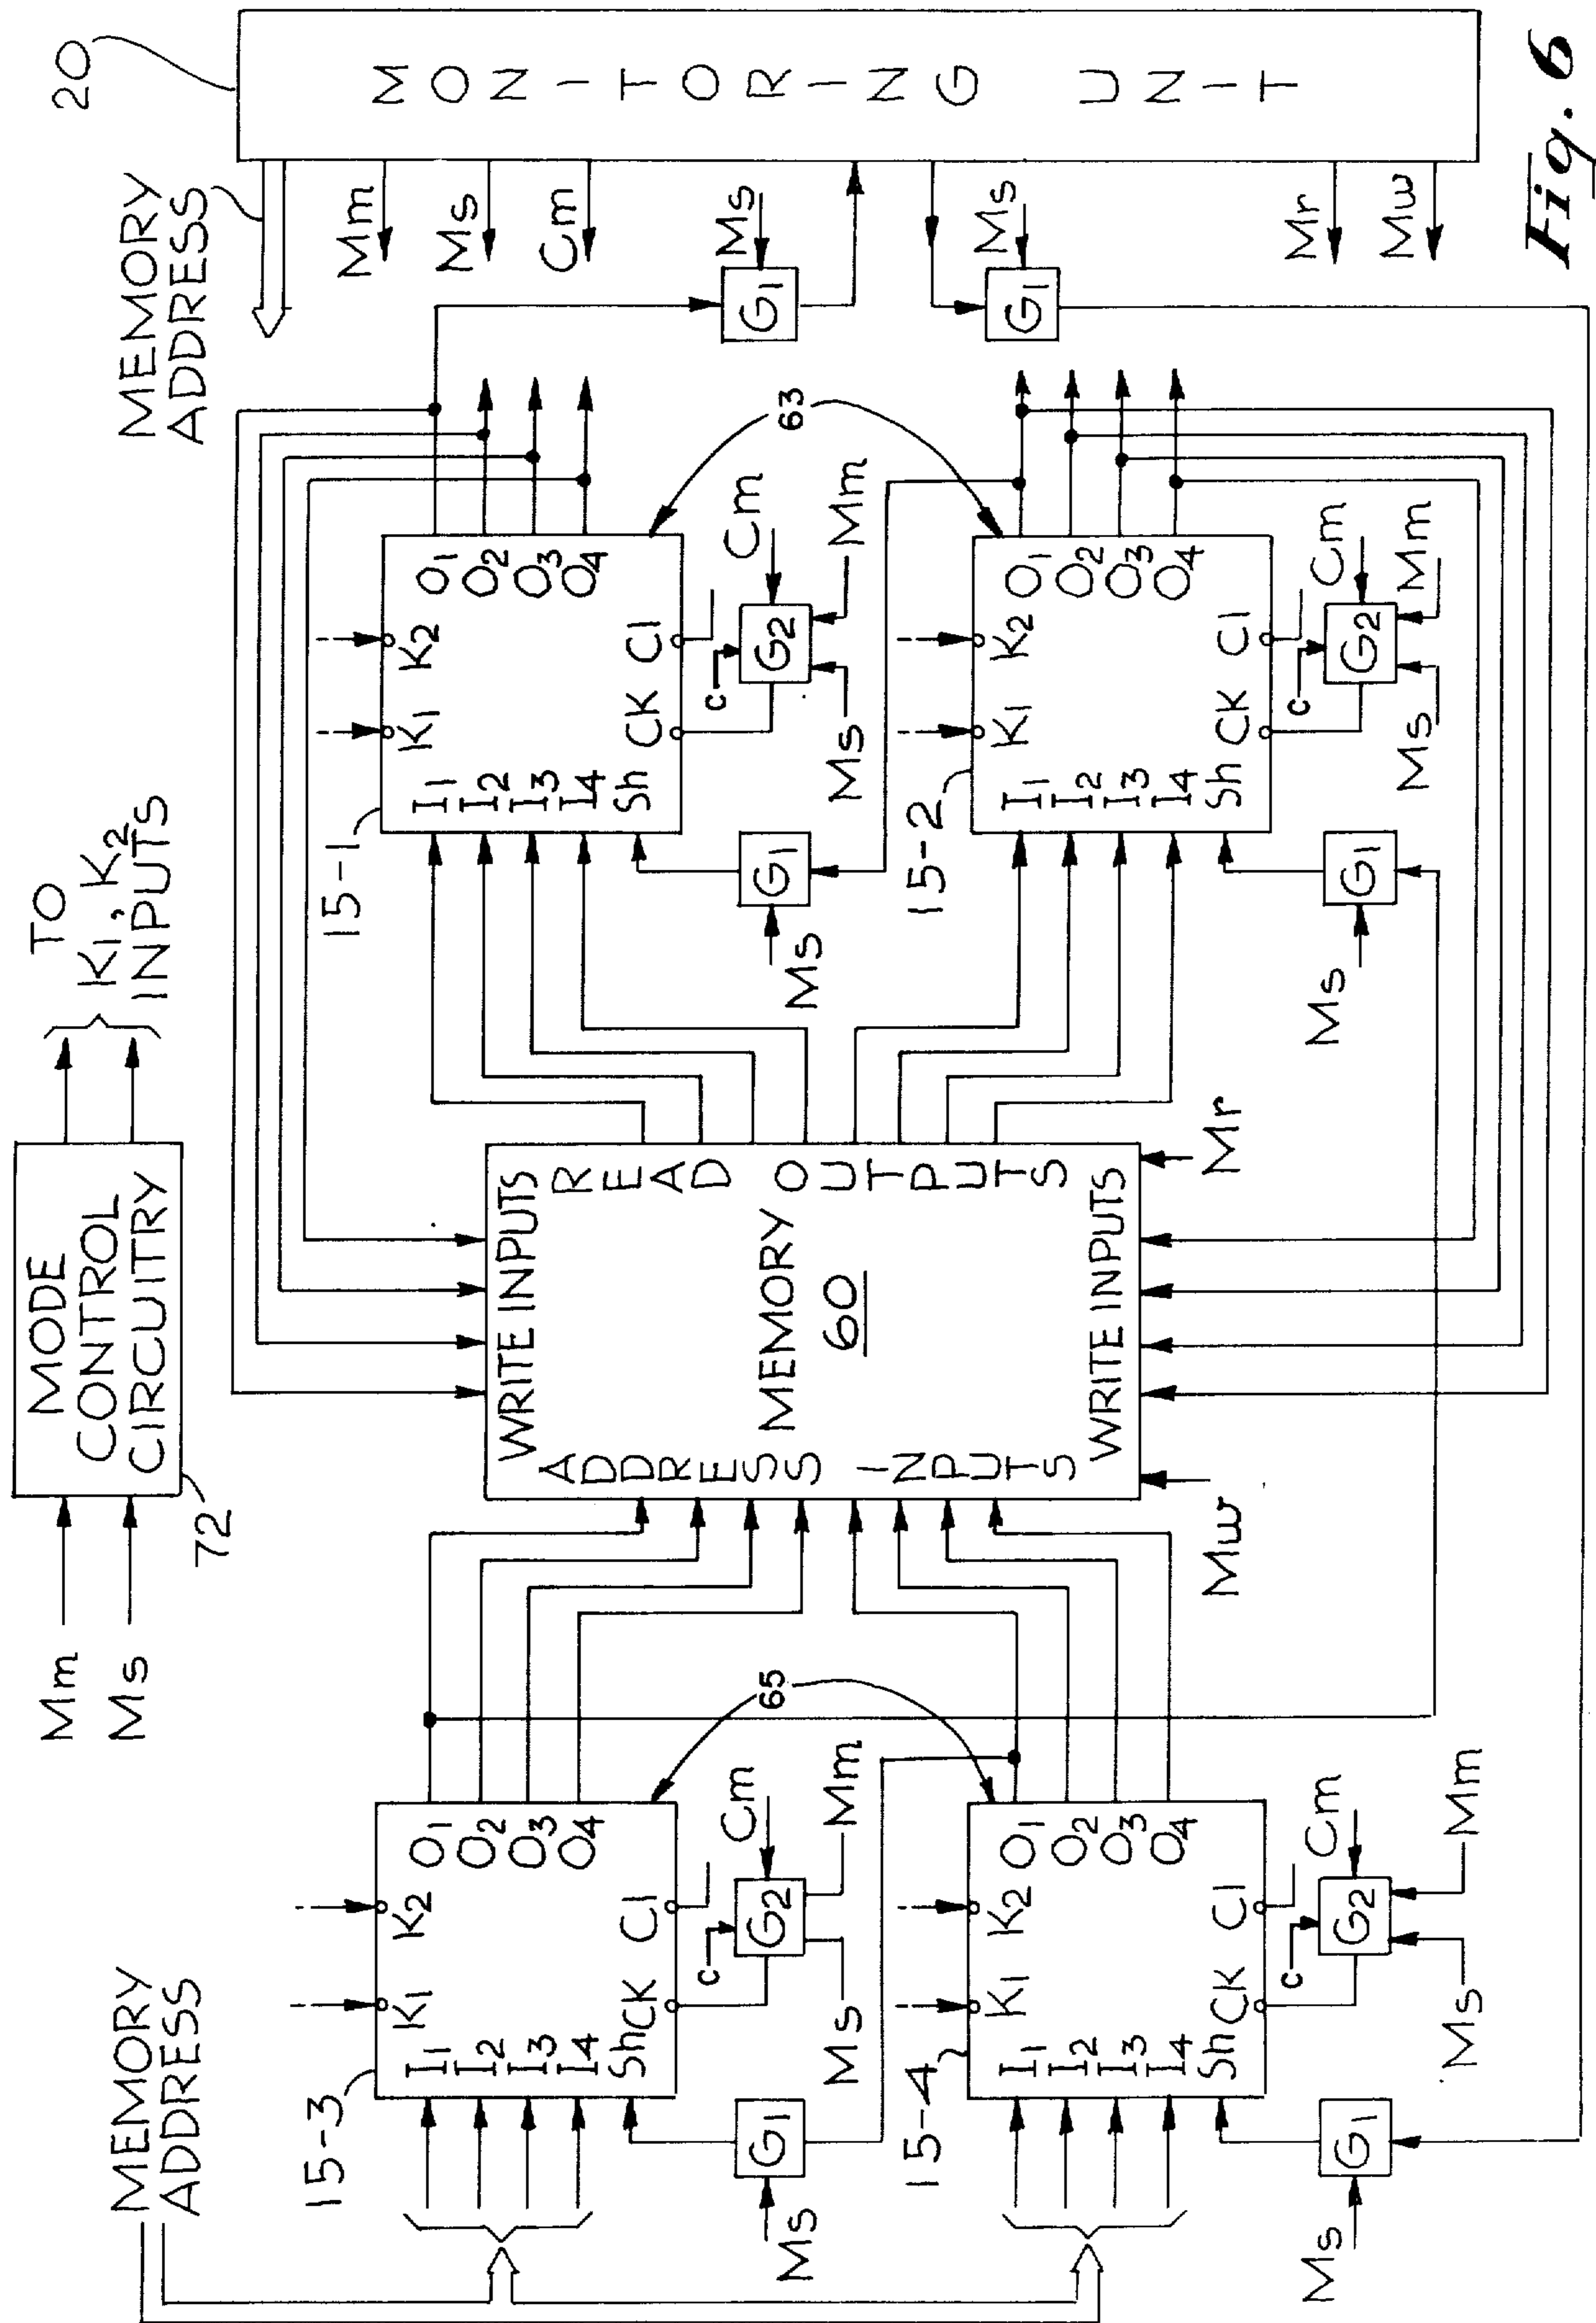 MEMORY
ADDRESS
Mm
Ms
MODE
CONTROL
CIRCUITRY
72
TO
K1, K2
INPUTS
MEMORY
ADDRESS
20
MONITORING UNIT
Mm
Ms
Cm
Ms
G1
Ms
G1
Mr
Mw
15-3
K1
K2
I1
I2
I3
I4
Sh
O1
O2
O3
O4
CK
Cl
G1
Ms
c
G2
Cm
Ms
Mm
65
15-4
K1
K2
I1
I2
I3
I4
Sh
O1
O2
O3
O4
CK
Cl
G1
Ms
c
G2
Cm
Ms
Mm
WRITE INPUTS
ADDRESS INPUTS
MEMORY
60
READ OUTPUTS
WRITE INPUTS
Mw
Mr
15-1
K1
K2
I1
I2
I3
I4
Sh
O1
O2
O3
O4
CK
Cl
G1
Ms
c
G2
Cm
Ms
Mm
63
15-2
K1
K2
I1
I2
I3
I4
Sh
O1
O2
O3
O4
CK
Cl
G1
Ms
c
G2
Cm
Ms
Mm
Fig. 6